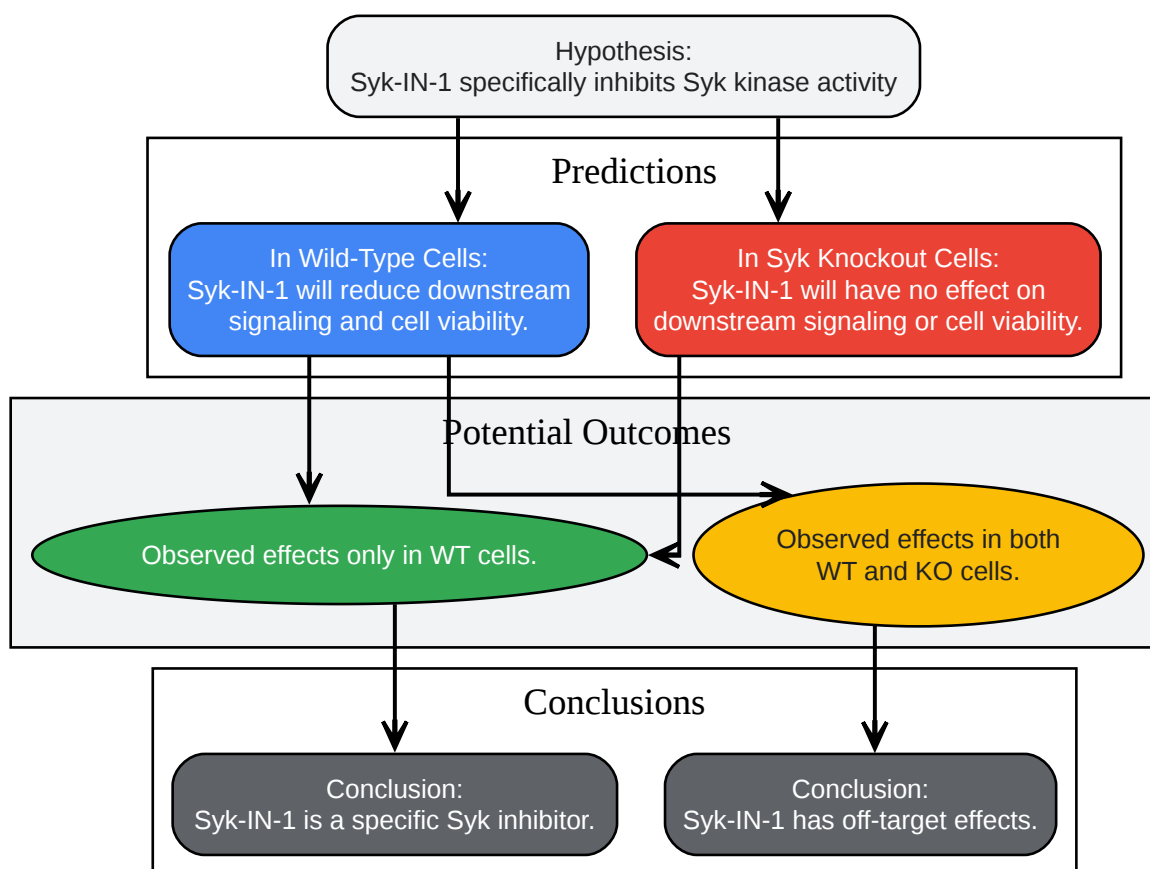 Hypothesis:
Syk-IN-1 specifically inhibits Syk kinase activity
Predictions
In Wild-Type Cells:
Syk-IN-1 will reduce downstream
signaling and cell viability.
In Syk Knockout Cells:
Syk-IN-1 will have no effect on
downstream signaling or cell viability.
Potential Outcomes
Observed effects only in WT cells.
Observed effects in both
WT and KO cells.
Conclusions
Conclusion:
Syk-IN-1 is a specific Syk inhibitor.
Conclusion:
Syk-IN-1 has off-target effects.